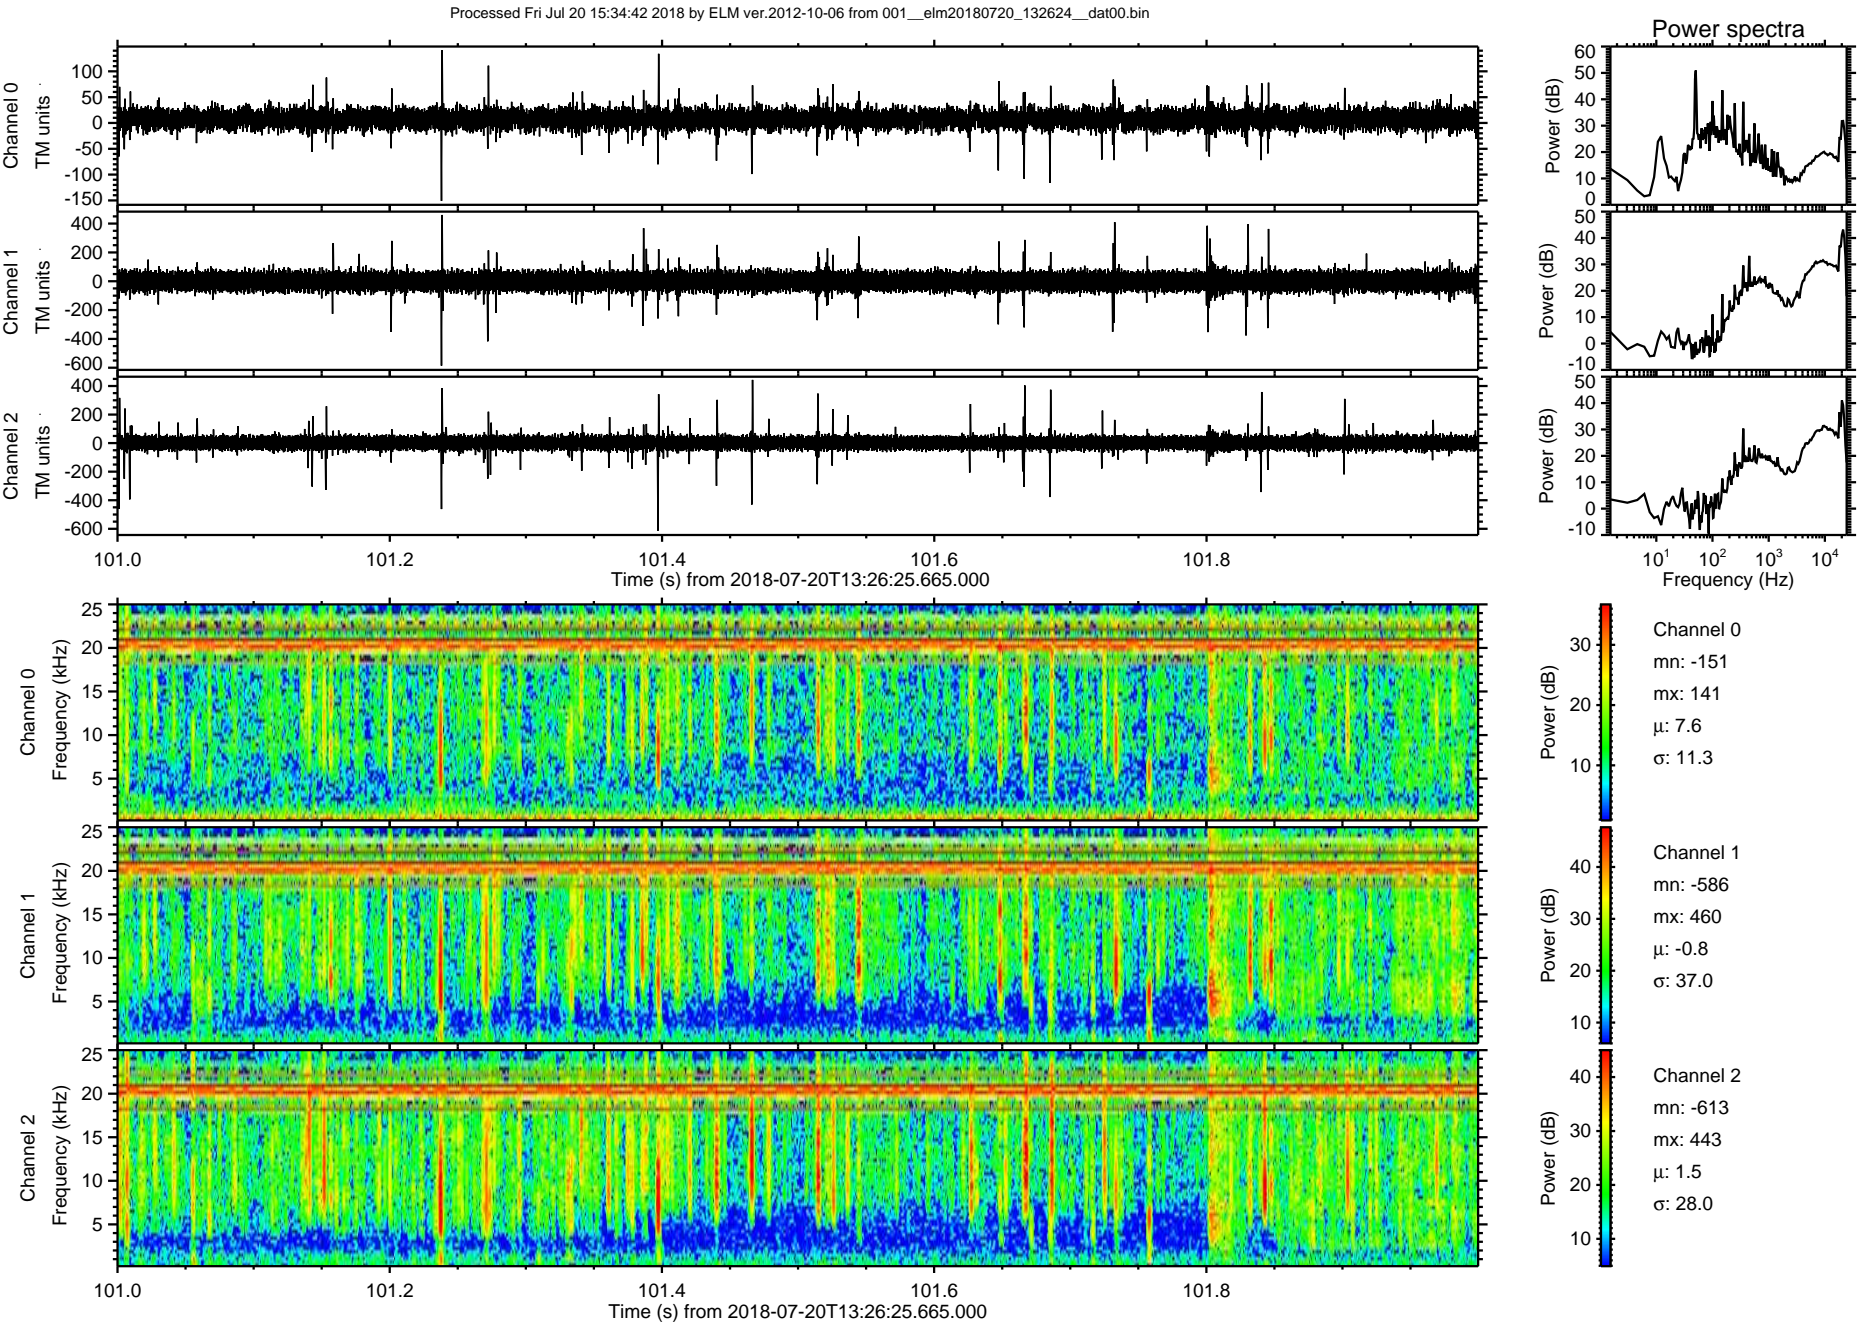 Processed Fri Jul 20 15:34:42 2018 by ELM ver.2012-10-06 from 001__elm20180720_132624__dat00.bin
Power spectra
Channel 0
TM units
100
50
0
-50
-100
-150
Power (dB)
60
50
40
30
20
10
0
Channel 1
TM units
400
200
0
-200
-400
-600
Power (dB)
50
40
30
20
10
0
-10
Channel 2
TM units
400
200
0
-200
-400
-600
Power (dB)
50
40
30
20
10
0
-10
101.0 101.2 101.4 101.6 101.8
Time (s) from 2018-07-20T13:26:25.665.000
10^1 10^2 10^3 10^4
Frequency (Hz)
Channel 0
Frequency (kHz)
25
20
15
10
5
Power (dB)
30
20
10
Channel 0
mn: -151
mx: 141
μ: 7.6
σ: 11.3
Channel 1
Frequency (kHz)
25
20
15
10
5
Power (dB)
40
30
20
10
Channel 1
mn: -586
mx: 460
μ: -0.8
σ: 37.0
Channel 2
Frequency (kHz)
25
20
15
10
5
Power (dB)
40
30
20
10
Channel 2
mn: -613
mx: 443
μ: 1.5
σ: 28.0
101.0 101.2 101.4 101.6 101.8
Time (s) from 2018-07-20T13:26:25.665.000